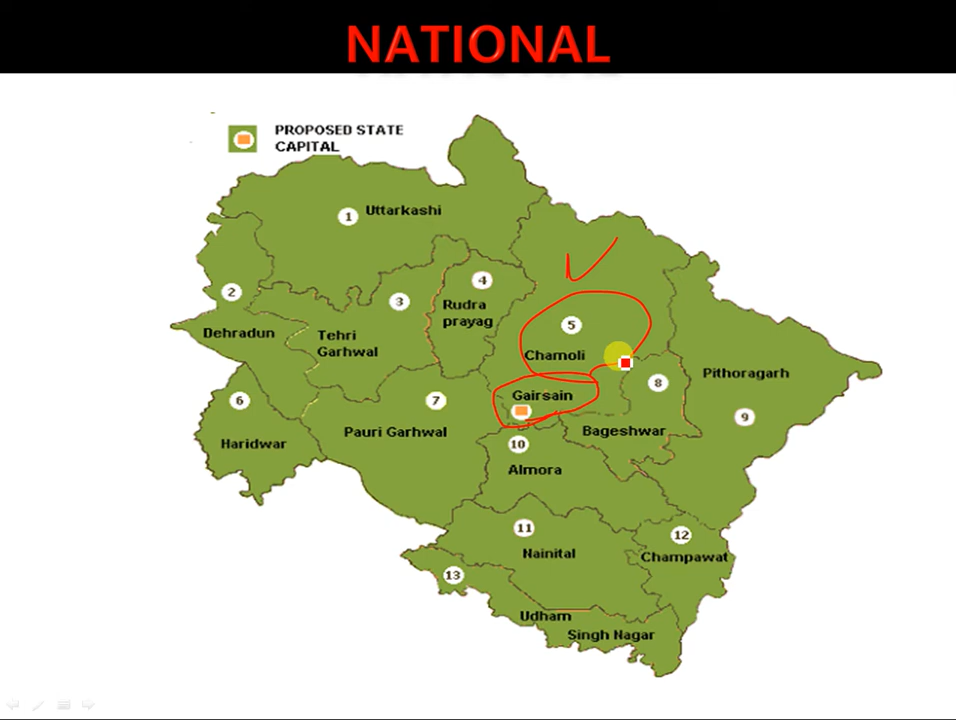 NATIONAL
PROPOSED STATE
CAPITAL
1
Uttarkashi
2
Dehradun
3
Tehri
Garhwal
4
Rudra
prayag
5
Chamoli
Gairsain
6
Haridwar
7
Pauri Garhwal
8
Bageshwar
Pithoragarh
9
10
Almora
11
Nainital
12
Champawat
13
Udham
Singh Nagar